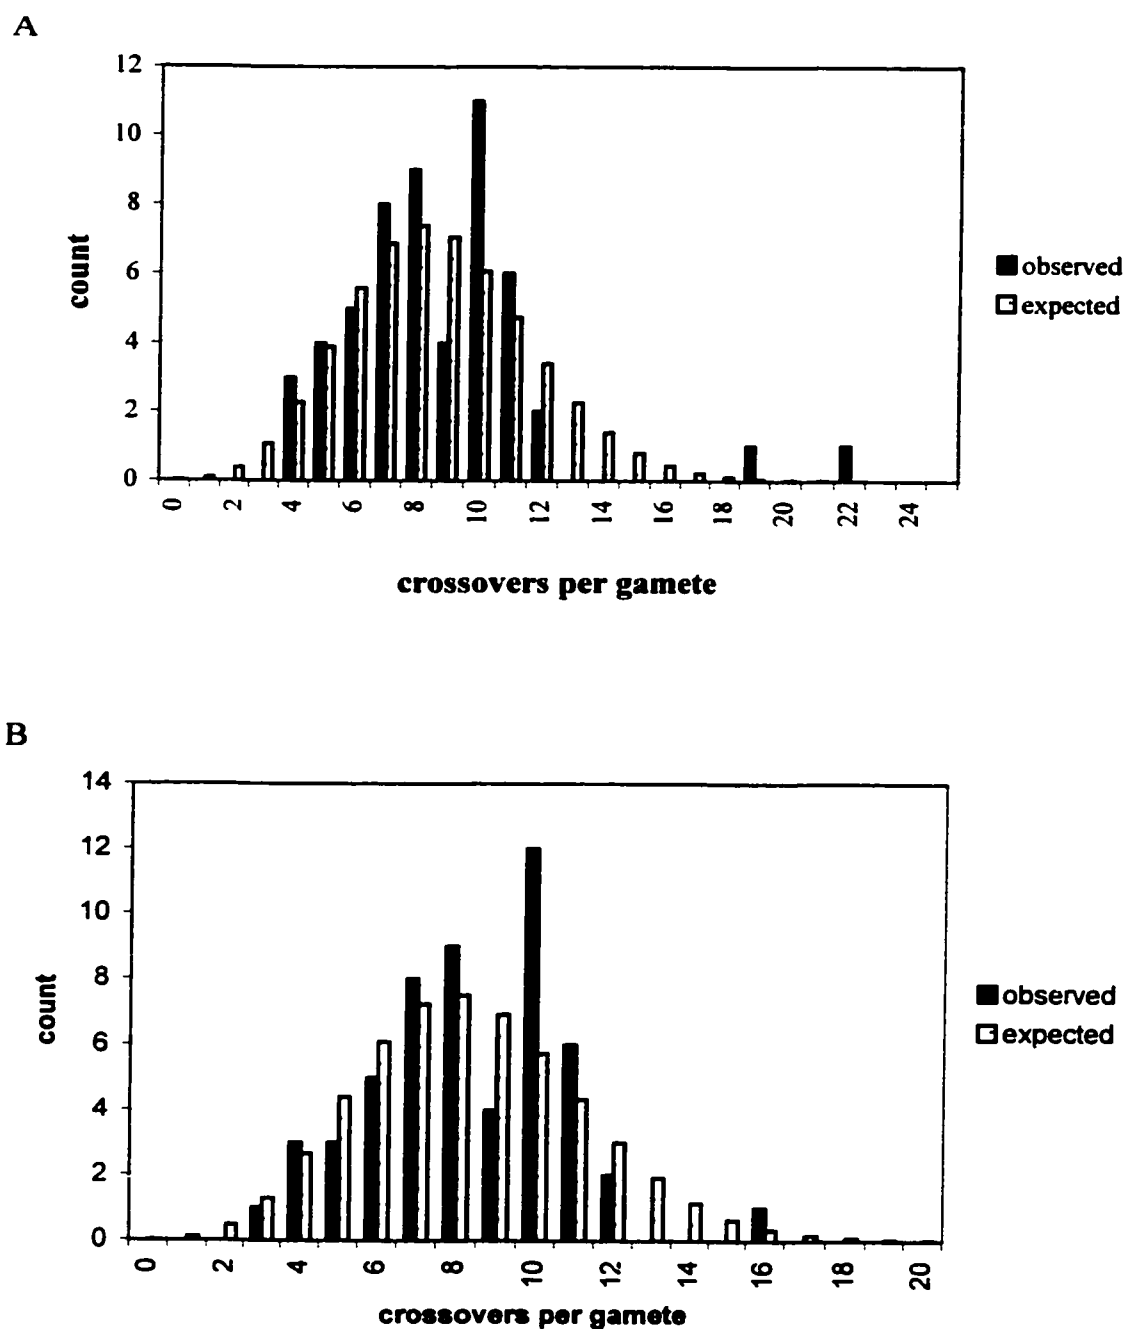 A
12
10
8
6
4
2
0
count
0 2 4 6 8 10 12 14 16 18 20 22 24
crossovers per gamete
observed
expected
B
14
12
10
8
6
4
2
0
count
0 2 4 6 8 10 12 14 16 18 20
crossovers per gamete
observed
expected